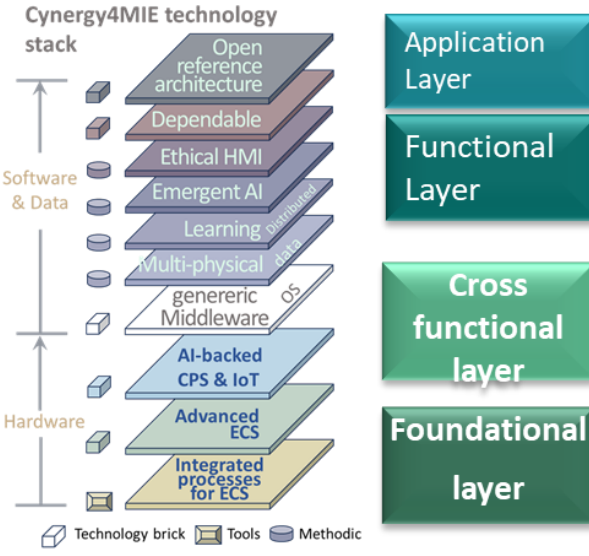 Cynergy4MIE technology
stack
Open
reference
architecture
Dependable
Ethical HMI
Emergent AI
Learning
Distributed
Multi-physical
data
genereric
Middleware
OS
AI-backed
CPS & IoT
Advanced
ECS
Integrated
processes
for ECS
Software
& Data
Hardware
Technology brick
Tools
Methodic
Application
Layer
Functional
Layer
Cross
functional
layer
Foundational
layer